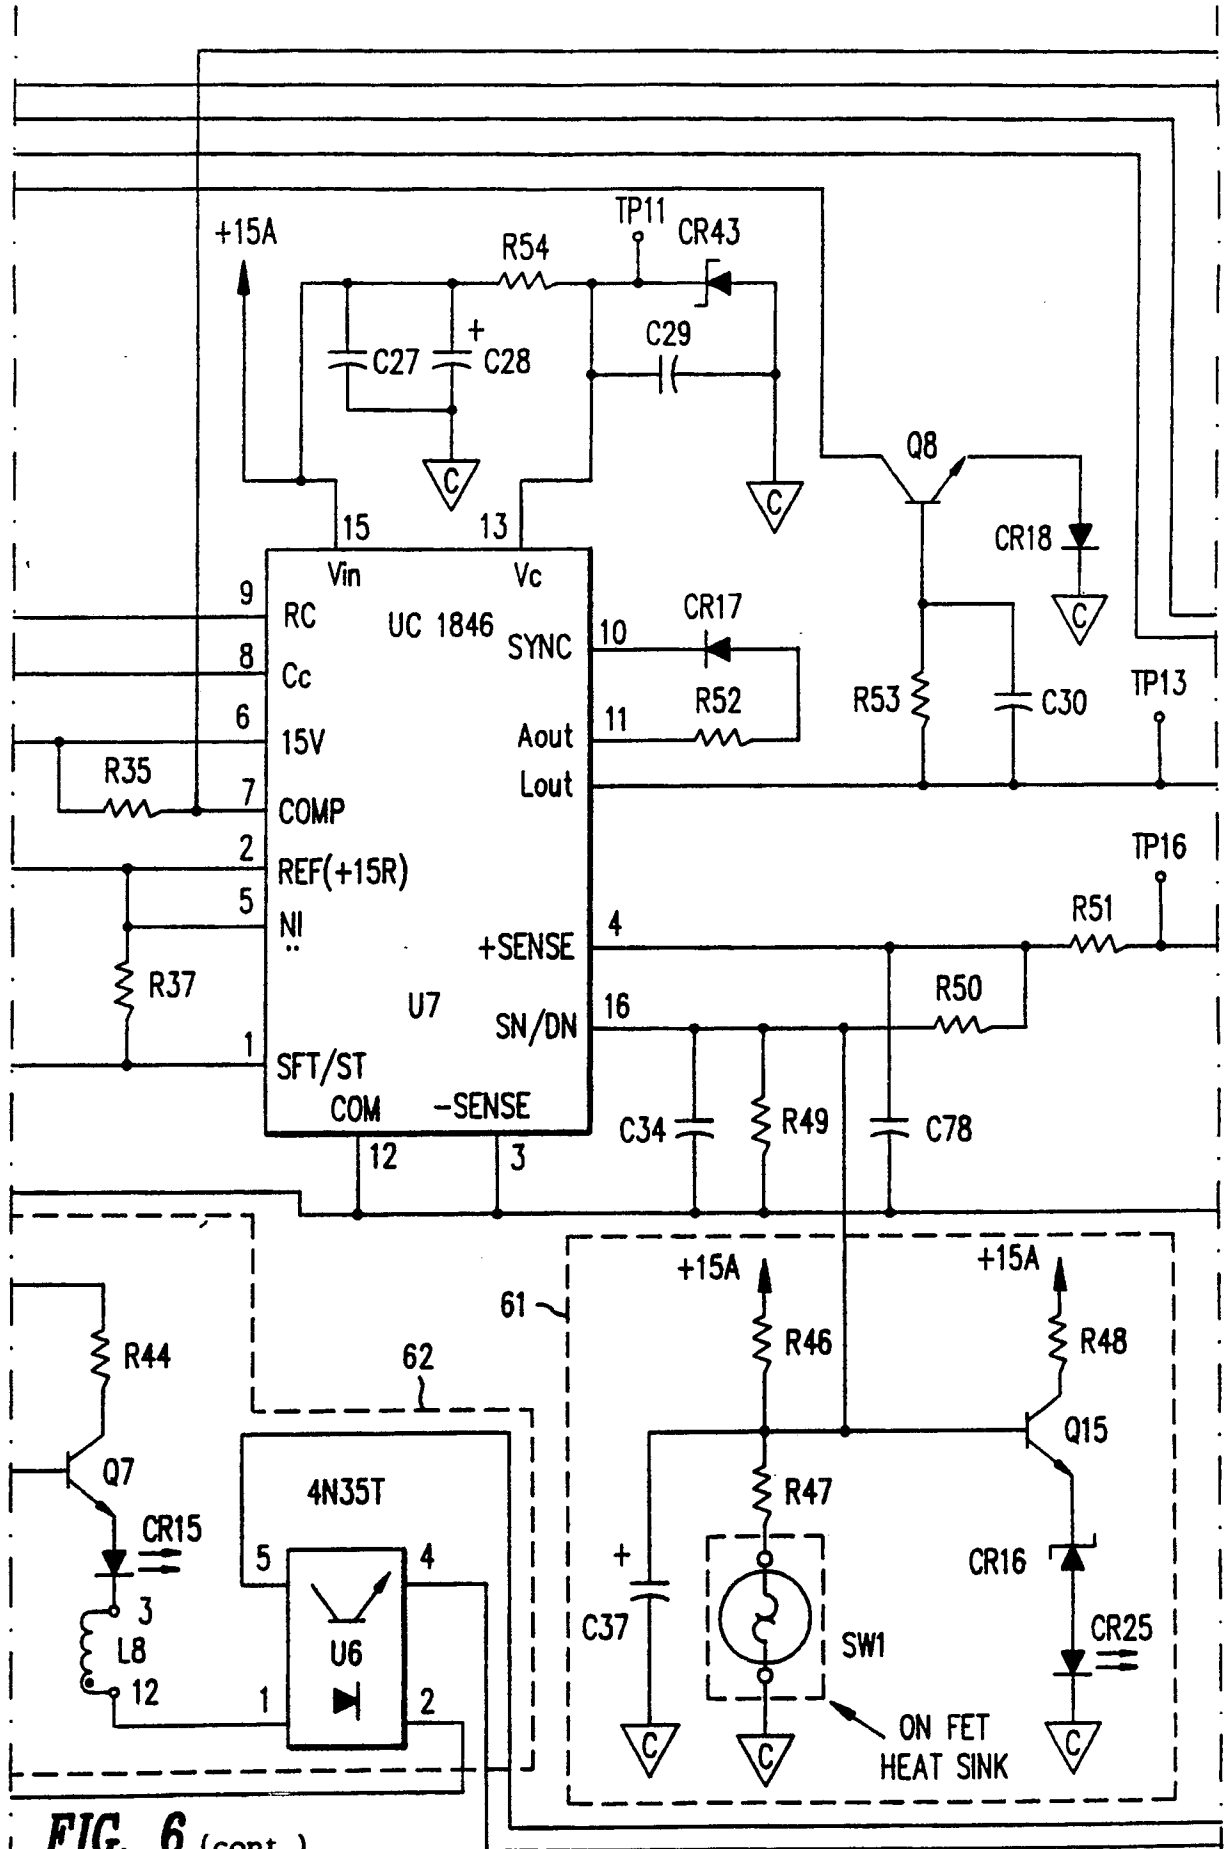 TP11
CR43
+15A
R54
C29
+
C27
C28
C
C
Q8
CR18
C
15
13
Vin
Vc
UC 1846
9
RC
8
Cc
6
15V
R35
7
COMP
2
REF(+15R)
5
NI
R37
1
SFT/ST
U7
SYNC
10
CR17
R52
Aout
11
Lout
R53
C30
TP13
TP16
R51
+SENSE
4
R50
SN/DN
16
COM
-SENSE
12
3
C34
R49
C78
61
+15A
+15A
R46
R48
R44
62
Q15
Q7
4N35T
R47
CR15
5
4
+
CR16
3
L8
U6
C37
SW1
CR25
12
1
2
C
C
C
ON FET
HEAT SINK
FIG. 6 (cont.)